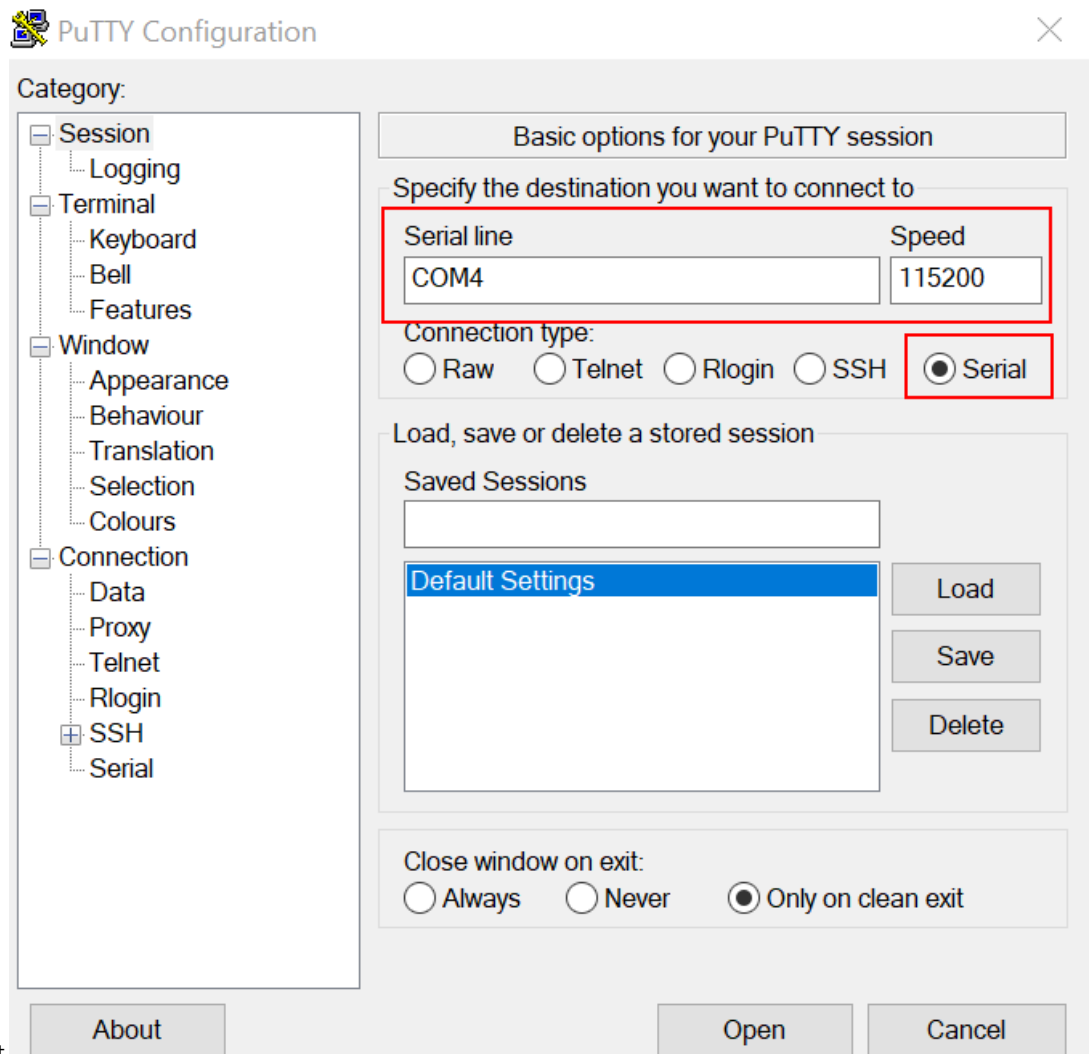 PuTTY Configuration
Category:
Session
Logging
Terminal
Keyboard
Bell
Features
Window
Appearance
Behaviour
Translation
Selection
Colours
Connection
Data
Proxy
Telnet
Rlogin
SSH
Serial
Basic options for your PuTTY session
Specify the destination you want to connect to
Serial line Speed
COM4 115200
Connection type:
Raw Telnet Rlogin SSH Serial
Load, save or delete a stored session
Saved Sessions
Default Settings
Load
Save
Delete
Close window on exit:
Always Never Only on clean exit
About Open Cancel